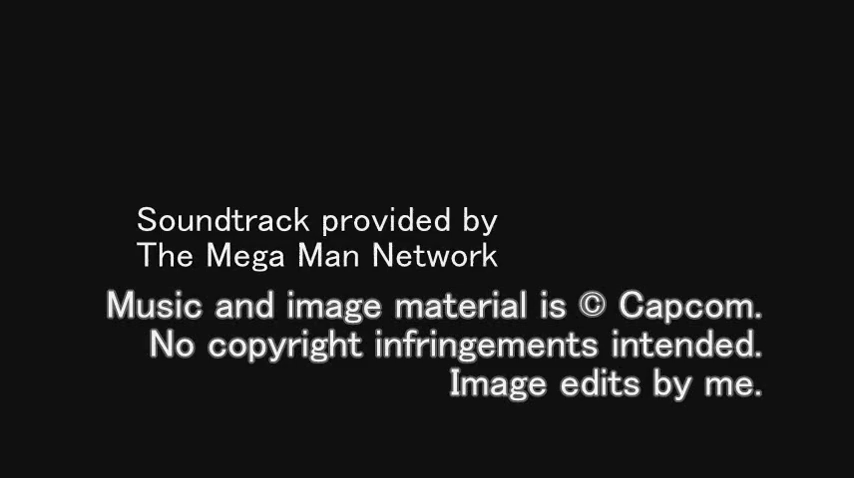 Soundtrack provided by
The Mega Man Network
Music and image material is © Capcom.
No copyright infringements intended.
Image edits by me.